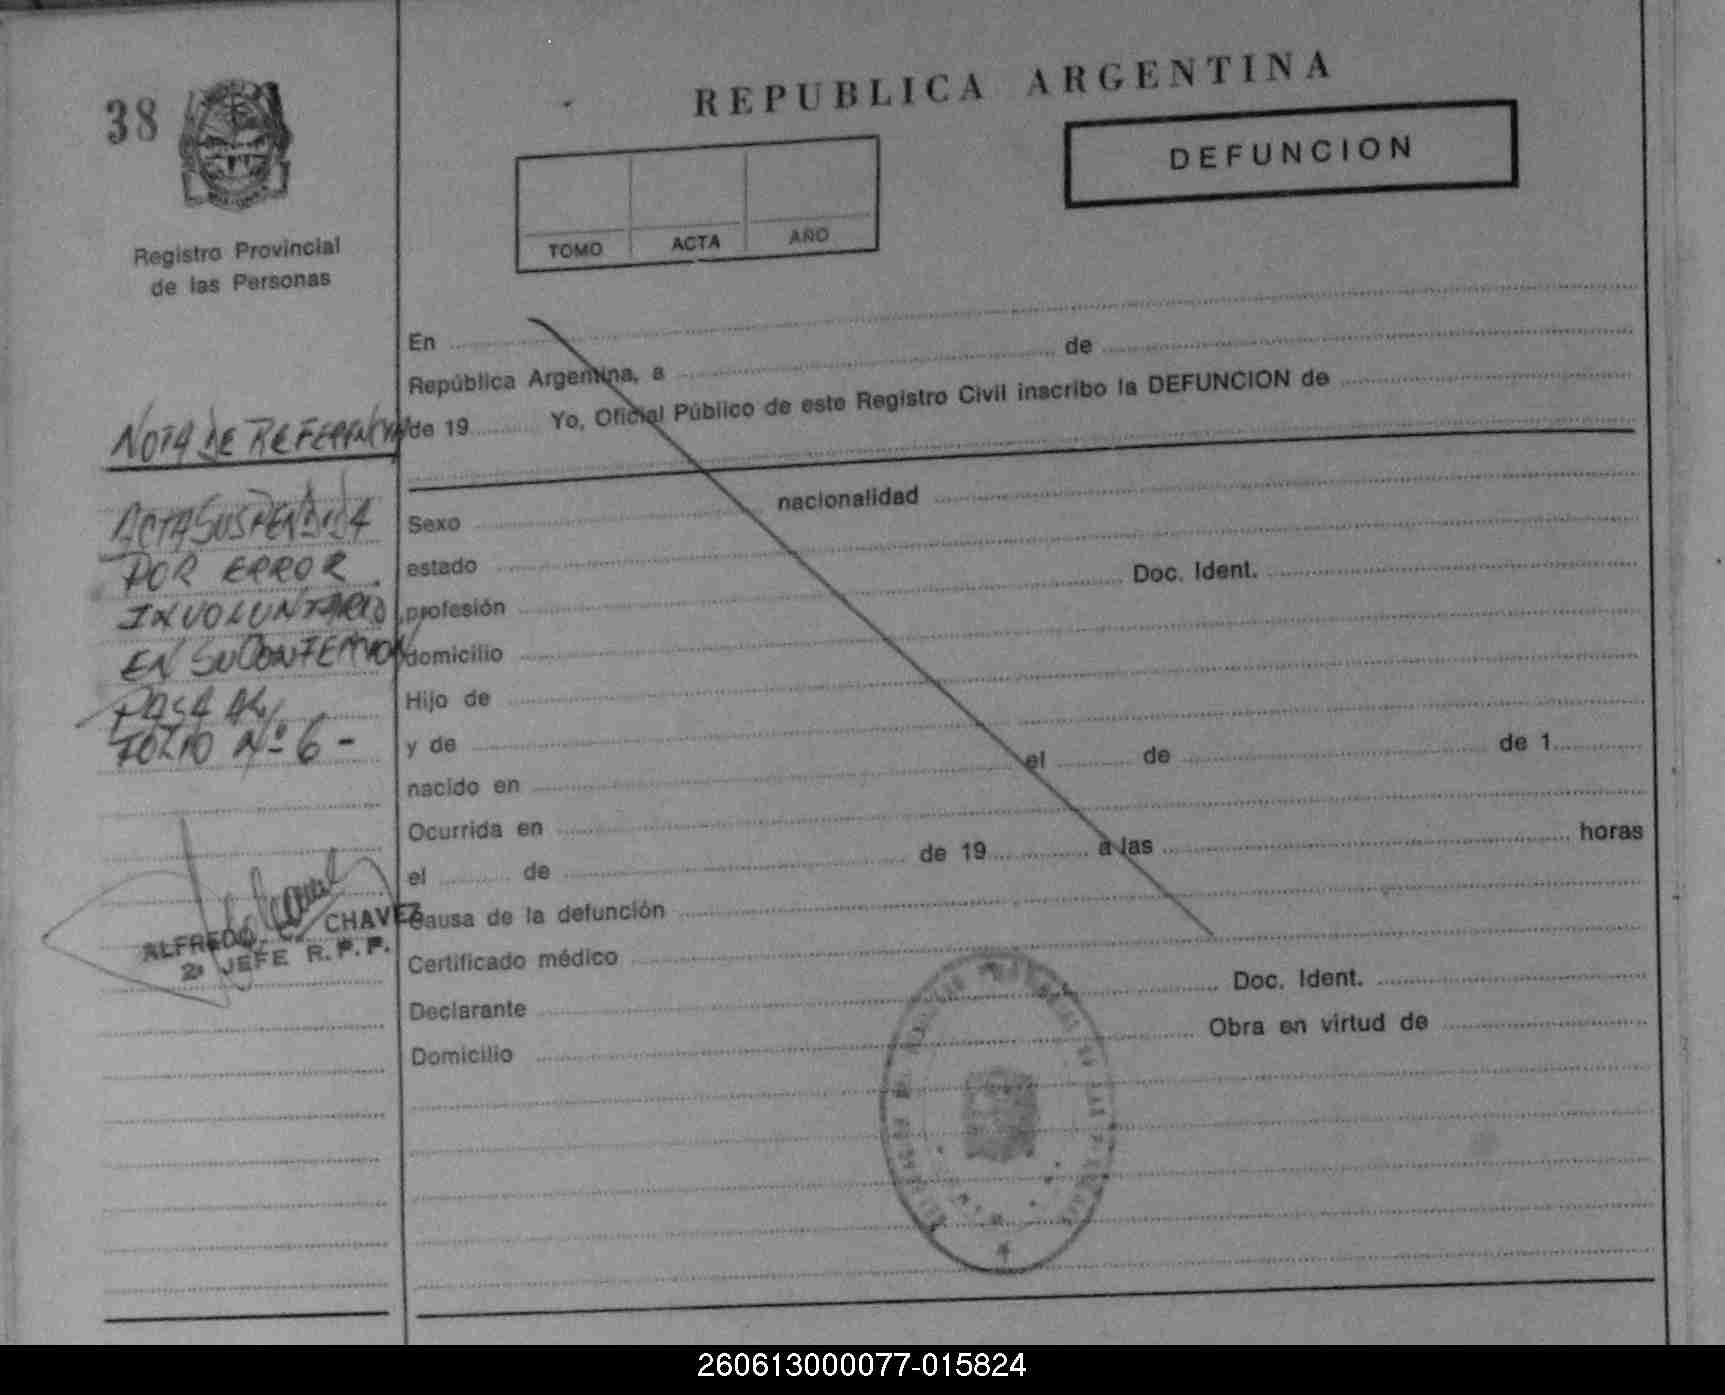 38
Registro Provincial
de las Personas
NOTA DE REFERENCIA
ACTA SUSPENDIDA
POR ERROR
INVOLUNTARIO
EN SU CONFECCION
PASA AL
FOLIO Nº 6 -
ALFREDO CHAVEZ
2º JEFE R. P. P.
REPUBLICA ARGENTINA
DEFUNCION
TOMO ACTA AÑO
En
República Argentina, a de
de 19 Yo, Oficial Público de este Registro Civil inscribo la DEFUNCION de
Sexo nacionalidad
estado
profesión Doc. Ident.
domicilio
Hijo de
y de
nacido en el de de 1
Ocurrida en
el de de 19 a las horas
Causa de la defunción
Certificado médico
Declarante Doc. Ident.
Domicilio Obra en virtud de
260613000077-015824